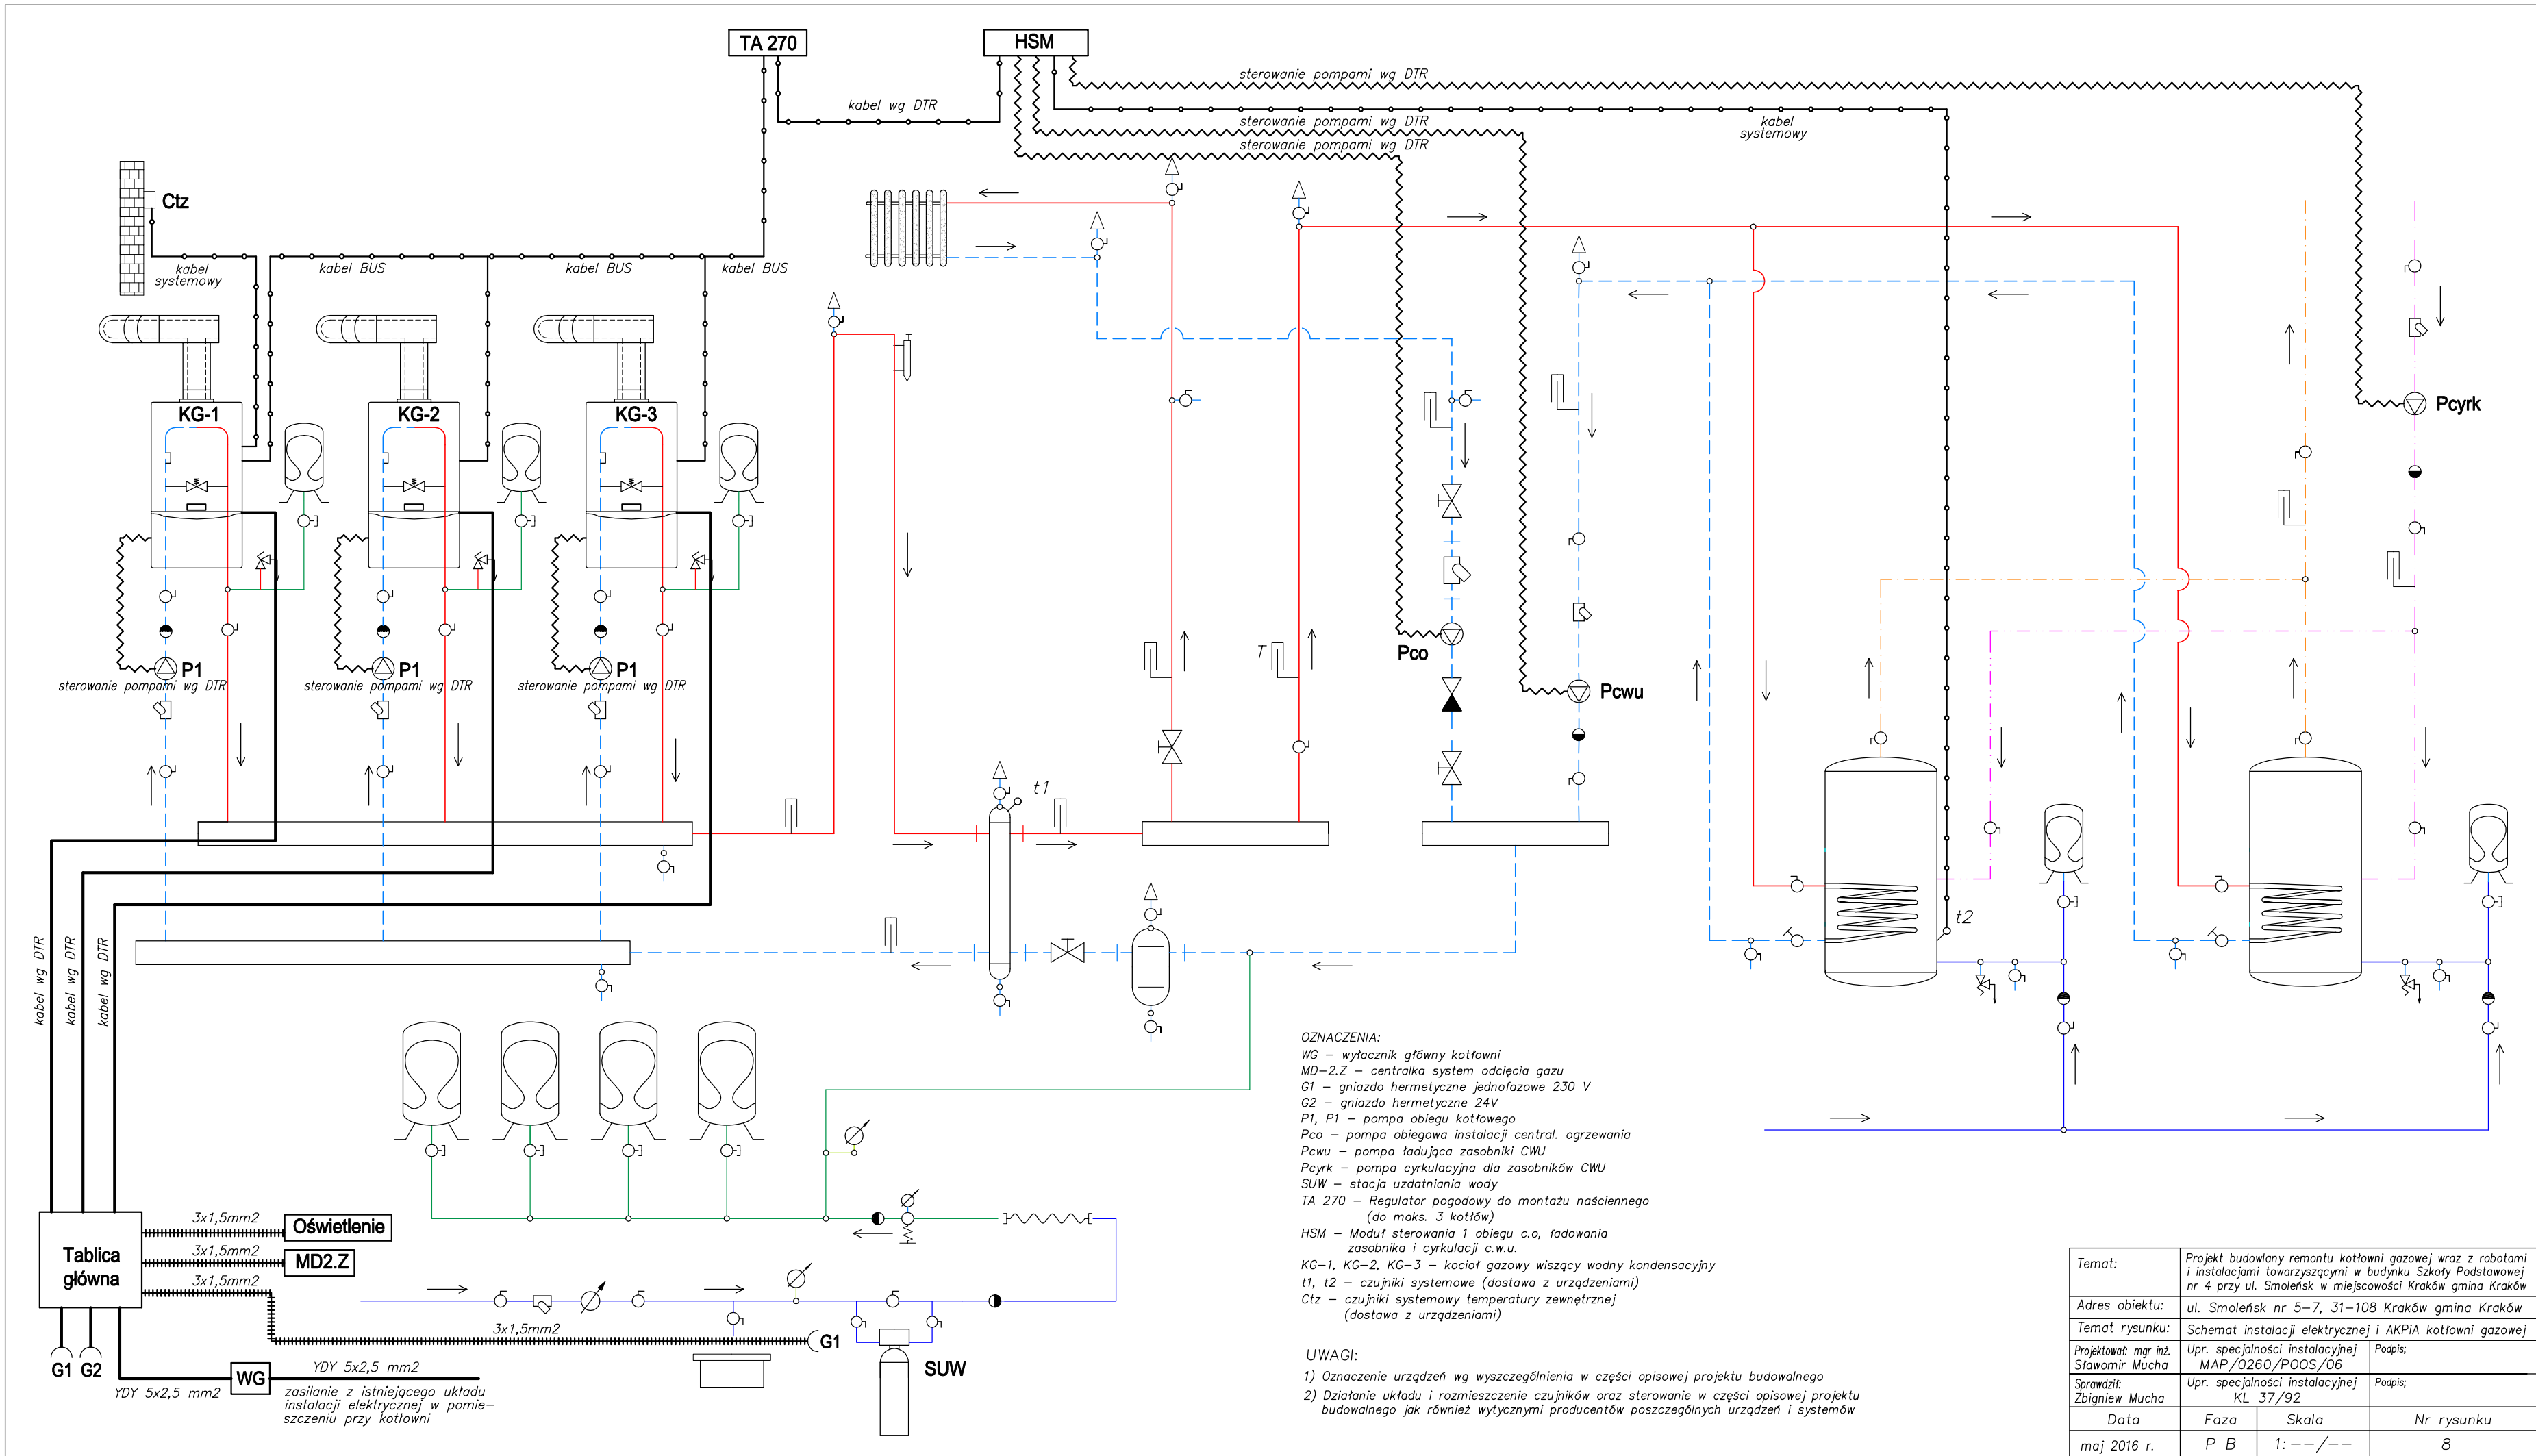 TA 270
HSM
sterowanie pompami wg DTR
kabel wg DTR
sterowanie pompami wg DTR
kabel
systemowy
sterowanie pompami wg DTR
Ctz
kabel
systemowy
kabel BUS
kabel BUS
kabel BUS
KG-1
KG-2
KG-3
Pcyrk
P1
P1
P1
sterowanie pompami wg DTR
sterowanie pompami wg DTR
sterowanie pompami wg DTR
T
Pco
Pcwu
t1
t2
kabel wg DTR
kabel wg DTR
kabel wg DTR
OZNACZENIA:
WG – wyłacznik główny kotłowni
MD–2.Z – centralka system odcięcia gazu
G1 – gniazdo hermetyczne jednofazowe 230 V
G2 – gniazdo hermetyczne 24V
P1, P1 – pompa obiegu kotłowego
Pco – pompa obiegowa instalacji central. ogrzewania
Pcwu – pompa ładująca zasobniki CWU
Pcyrk – pompa cyrkulacyjna dla zasobników CWU
SUW – stacja uzdatniania wody
TA 270 – Regulator pogodowy do montażu naściennego
(do maks. 3 kotłów)
HSM – Moduł sterowania 1 obiegu c.o, ładowania
zasobnika i cyrkulacji c.w.u.
KG–1, KG–2, KG–3 – kocioł gazowy wiszący wodny kondensacyjny
t1, t2 – czujniki systemowe (dostawa z urządzeniami)
Ctz – czujniki systemowy temperatury zewnętrznej
(dostawa z urządzeniami)
UWAGI:
1) Oznaczenie urządzeń wg wyszczególnienia w części opisowej projektu budowalnego
2) Działanie układu i rozmieszczenie czujników oraz sterowanie w części opisowej projektu
budowalnego jak również wytycznymi producentów poszczególnych urządzeń i systemów
Tablica
główna
3x1,5mm2
Oświetlenie
3x1,5mm2
MD2.Z
3x1,5mm2
3x1,5mm2
G1
SUW
G1
G2
YDY 5x2,5 mm2
WG
YDY 5x2,5 mm2
zasilanie z istniejącego układu
instalacji elektrycznej w pomie–
szczeniu przy kotłowni
Temat:
Projekt budowlany remontu kotłowni gazowej wraz z robotami
i instalacjami towarzyszącymi w budynku Szkoły Podstawowej
nr 4 przy ul. Smoleńsk w miejscowości Kraków gmina Kraków
Adres obiektu:
ul. Smoleńsk nr 5–7, 31–108 Kraków gmina Kraków
Temat rysunku:
Schemat instalacji elektrycznej i AKPiA kotłowni gazowej
Projektował: mgr inż.
Sławomir Mucha
Upr. specjalności instalacyjnej
MAP/0260/POOS/06
Podpis;
Sprawdził:
Zbigniew Mucha
Upr. specjalności instalacyjnej
KL 37/92
Podpis;
Data
Faza
Skala
Nr rysunku
maj 2016 r.
P B
1:––/––
8